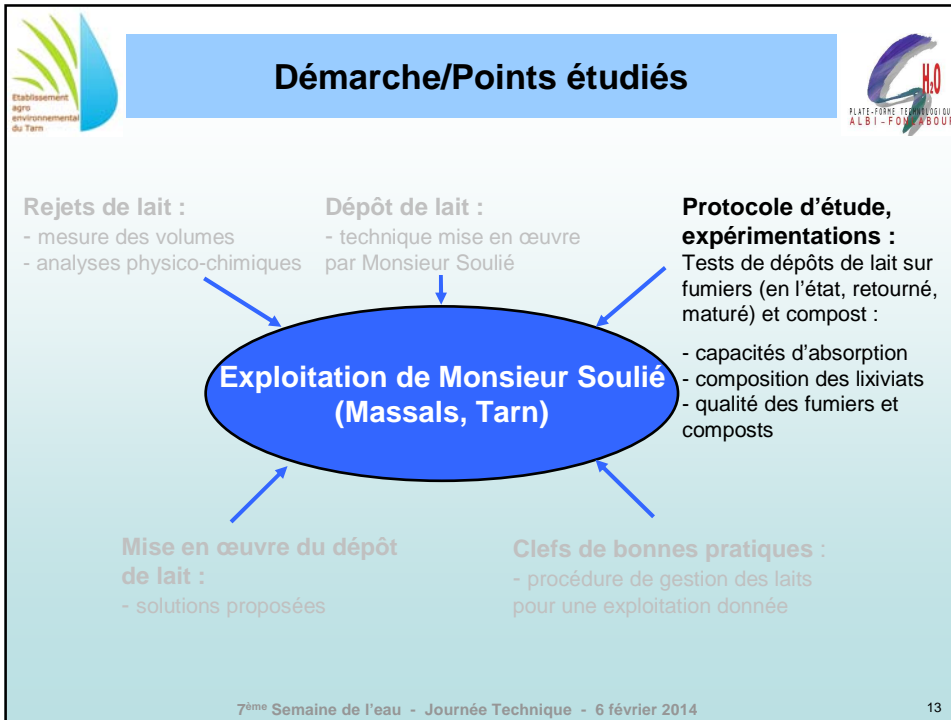 Etablissement
agro
environnemental
du Tarn
Démarche/Points étudiés
H2O
PLATE-FORME TECHNOLOGIQUE
ALBI-FONLABOUR
Rejets de lait :
- mesure des volumes
- analyses physico-chimiques
Dépôt de lait :
- technique mise en œuvre
par Monsieur Soulié
Protocole d’étude,
expérimentations :
Tests de dépôts de lait sur
fumiers (en l’état, retourné,
maturé) et compost :
- capacités d’absorption
- composition des lixiviats
- qualité des fumiers et
composts
Exploitation de Monsieur Soulié
(Massals, Tarn)
Mise en œuvre du dépôt
de lait :
- solutions proposées
Clefs de bonnes pratiques :
- procédure de gestion des laits
pour une exploitation donnée
7ème Semaine de l’eau - Journée Technique - 6 février 2014
13